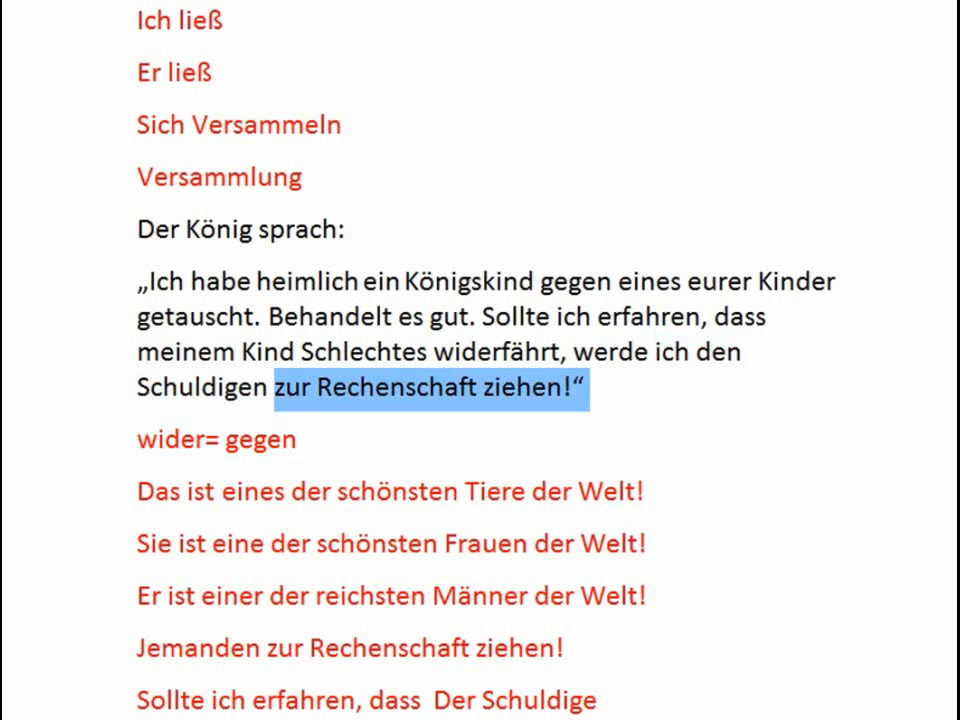 Ich ließ
Er ließ
Sich Versammeln
Versammlung
Der König sprach:
„Ich habe heimlich ein Königskind gegen eines eurer Kinder
getauscht. Behandelt es gut. Sollte ich erfahren, dass
meinem Kind Schlechtes widerfährt, werde ich den
Schuldigen zur Rechenschaft ziehen!“
wider= gegen
Das ist eines der schönsten Tiere der Welt!
Sie ist eine der schönsten Frauen der Welt!
Er ist einer der reichsten Männer der Welt!
Jemanden zur Rechenschaft ziehen!
Sollte ich erfahren, dass  Der Schuldige